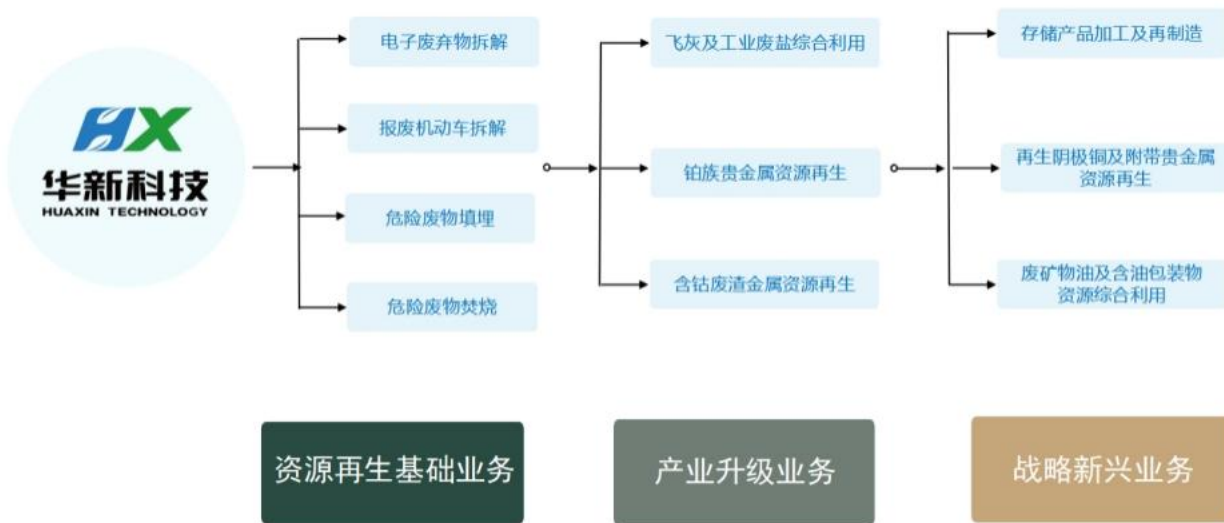 HX
华新科技
HUAXIN TECHNOLOGY
电子废弃物拆解
报废机动车拆解
危险废物填埋
危险废物焚烧
飞灰及工业废盐综合利用
铂族贵金属资源再生
含钴废渣金属资源再生
存储产品加工及再制造
再生阴极铜及附带贵金属
资源再生
废矿物油及含油包装物
资源综合利用
资源再生基础业务
产业升级业务
战略新兴业务